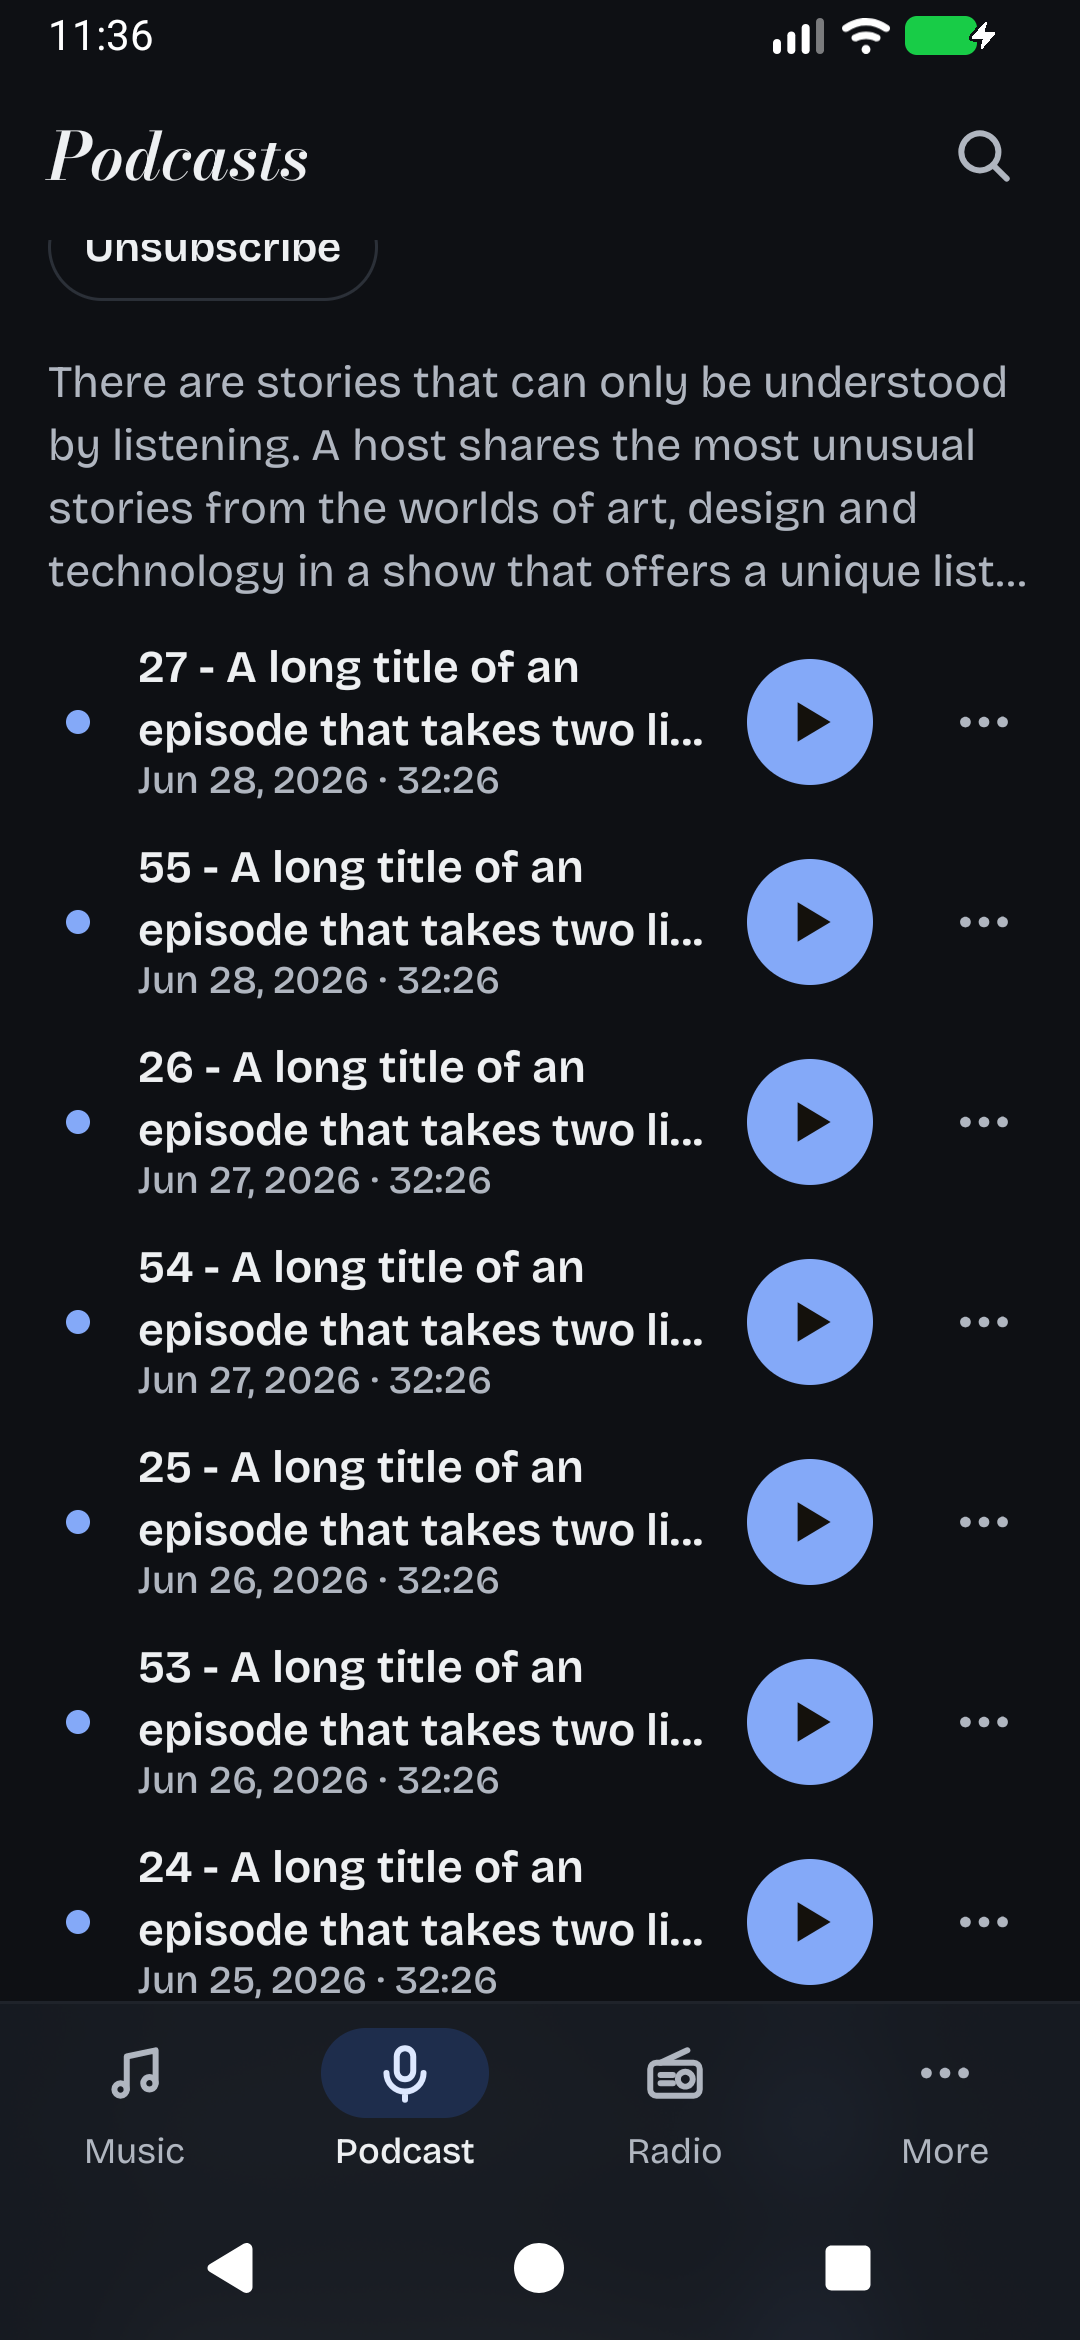 11:36
Podcasts
Unsubscribe
There are stories that can only be understood
by listening. A host shares the most unusual
stories from the worlds of art, design and
technology in a show that offers a unique list...
27 - A long title of an
episode that takes two li...
Jun 28, 2026 · 32:26
55 - A long title of an
episode that takes two li...
Jun 28, 2026 · 32:26
26 - A long title of an
episode that takes two li...
Jun 27, 2026 · 32:26
54 - A long title of an
episode that takes two li...
Jun 27, 2026 · 32:26
25 - A long title of an
episode that takes two li...
Jun 26, 2026 · 32:26
53 - A long title of an
episode that takes two li...
Jun 26, 2026 · 32:26
24 - A long title of an
episode that takes two li...
Jun 25, 2026 · 32:26
Music
Podcast
Radio
More